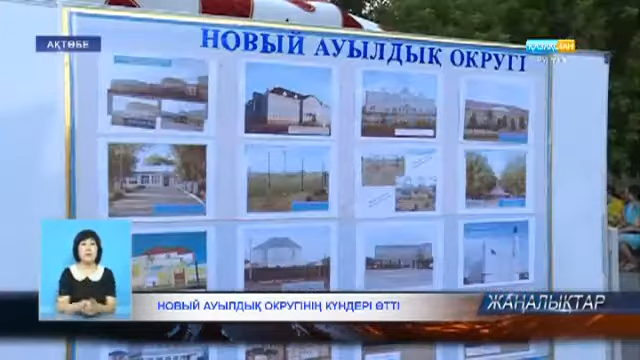 АҚТӨБЕ
ҚАЗАҚСТАН
НОВЫЙ АУЫЛДЫҚ ОКРУГІ
НОВЫЙ АУЫЛДЫҚ ОКРУГІНІҢ КҮНДЕРІ ӨТТІ
ЖАҢАЛЫҚТАР